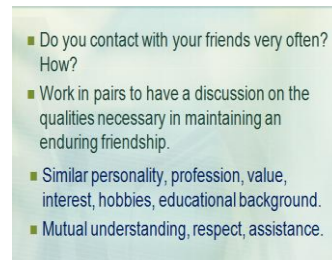 Do you contact with your friends very often?
How?
Work in pairs to have a discussion on the
qualities necessary in maintaining an
enduring friendship.
Similar personality, profession, value,
interest, hobbies, educational background.
Mutual understanding, respect, assistance.